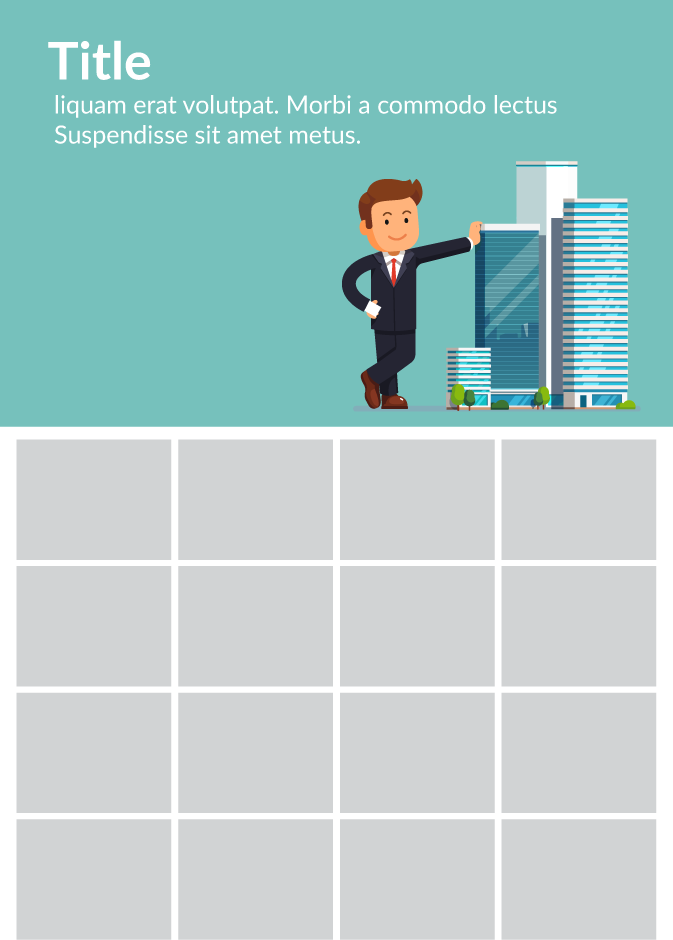 Title
liquam erat volutpat. Morbi a commodo lectus
Suspendisse sit amet metus.